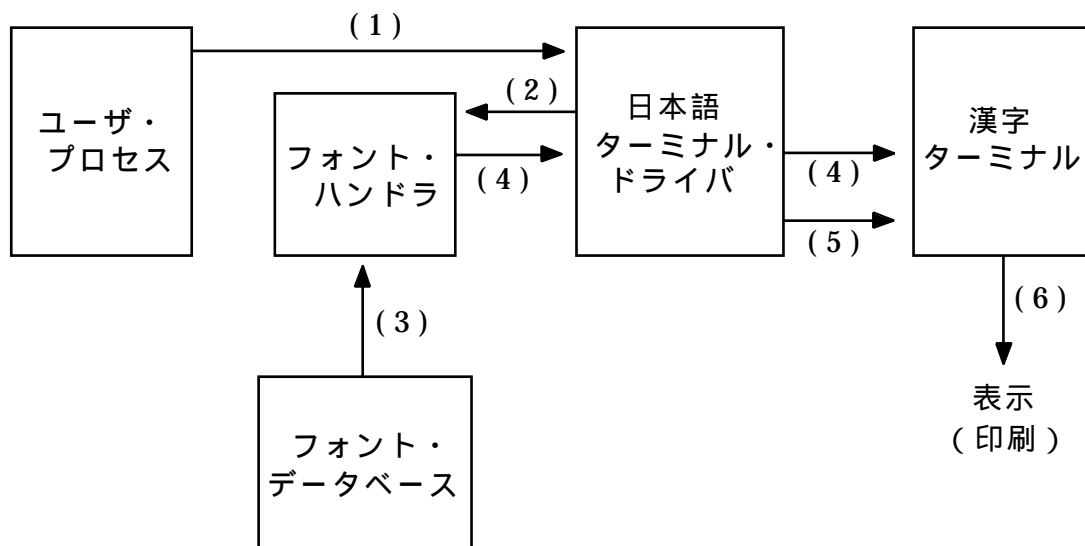 (1)
ユーザ・
プロセス
(2)
フォント・
ハンドラ
(4)
日本語
ターミナル・
ドライバ
(4)
(5)
漢字
ターミナル
(3)
(6)
フォント・
データベース
表示
(印刷)